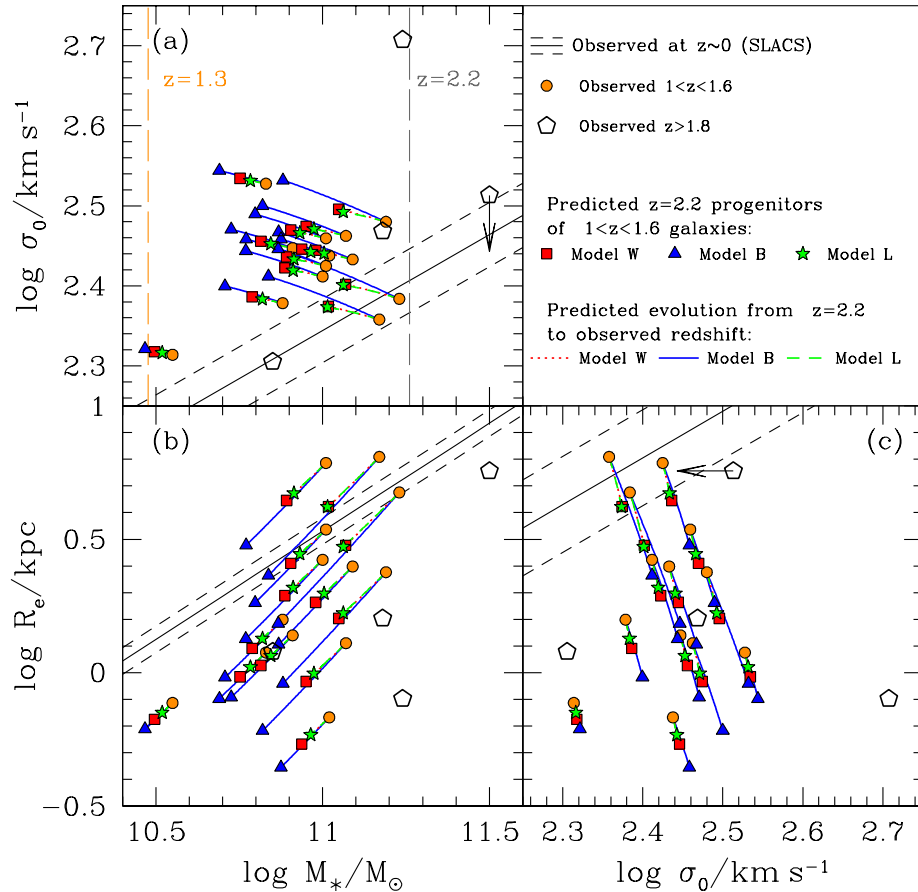 (a)
z=1.3
z=2.2
2.7
2.6
2.5
2.4
2.3
log σ₀/km s⁻¹
Observed at z~0 (SLACS)
Observed 1<z<1.6
Observed z>1.8
Predicted z=2.2 progenitors
of 1<z<1.6 galaxies:
Model W
Model B
Model L
Predicted evolution from z=2.2
to observed redshift:
Model W
Model B
Model L
(b)
1
0.5
0
−0.5
log Rₑ/kpc
10.5
11
11.5
log M*/M⊙
(c)
2.3
2.4
2.5
2.6
2.7
log σ₀/km s⁻¹